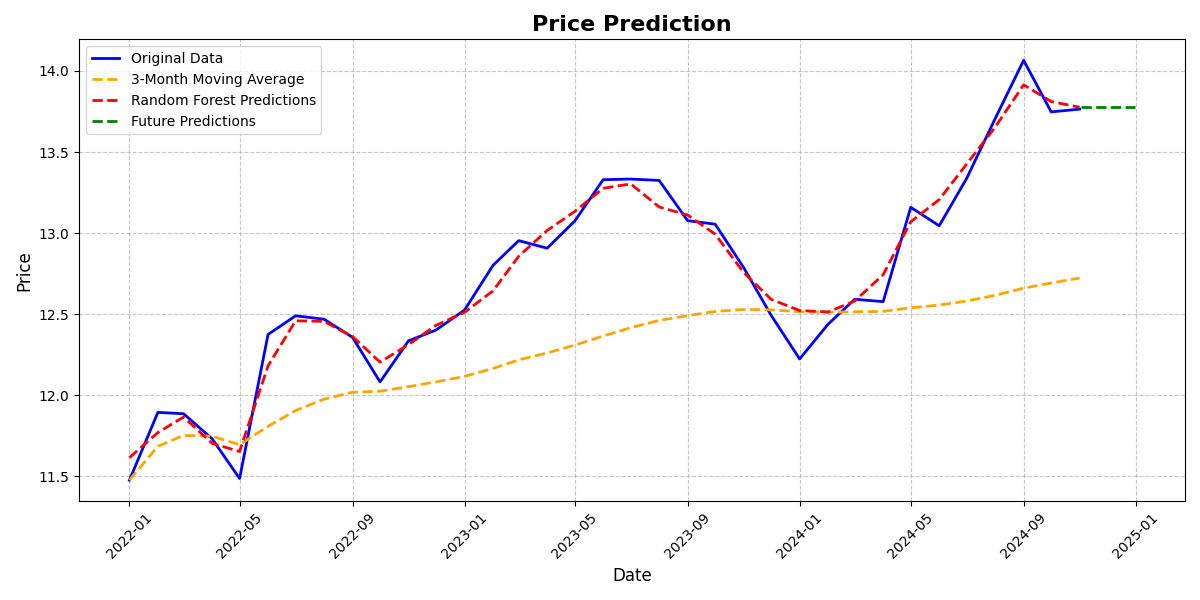 Price Prediction
Original Data
3-Month Moving Average
Random Forest Predictions
Future Predictions
Price
14.0
13.5
13.0
12.5
12.0
11.5
2022-01
2022-05
2022-09
2023-01
2023-05
2023-09
2024-01
2024-05
2024-09
2025-01
Date